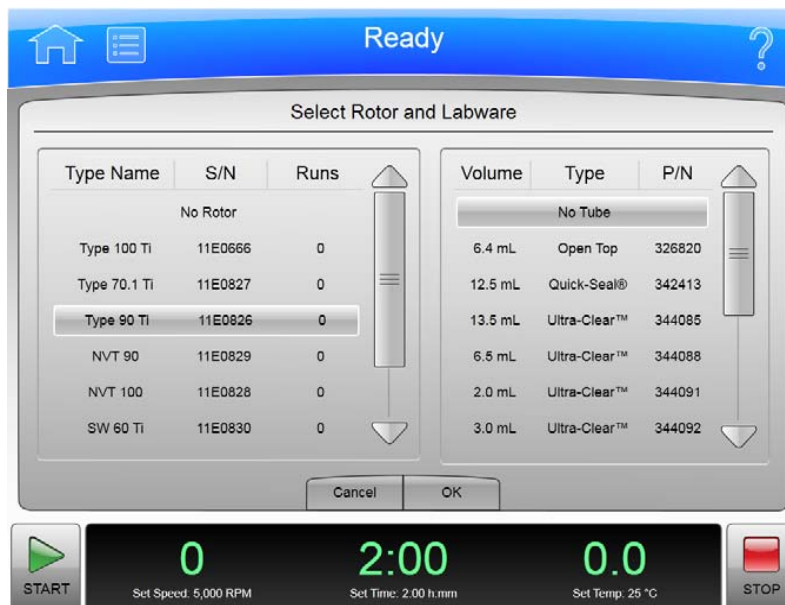 Ready
?
Select Rotor and Labware
Type Name S/N Runs
No Rotor
Type 100 Ti 11E0666 0
Type 70.1 Ti 11E0827 0
Type 90 Ti 11E0826 0
NVT 90 11E0829 0
NVT 100 11E0828 0
SW 60 Ti 11E0830 0
Volume Type P/N
No Tube
6.4 mL Open Top 326820
12.5 mL Quick-Seal® 342413
13.5 mL Ultra-Clear™ 344085
6.5 mL Ultra-Clear™ 344088
2.0 mL Ultra-Clear™ 344091
3.0 mL Ultra-Clear™ 344092
Cancel OK
START
0
Set Speed: 5,000 RPM
2:00
Set Time: 2.00 h:mm
0.0
Set Temp: 25 °C
STOP